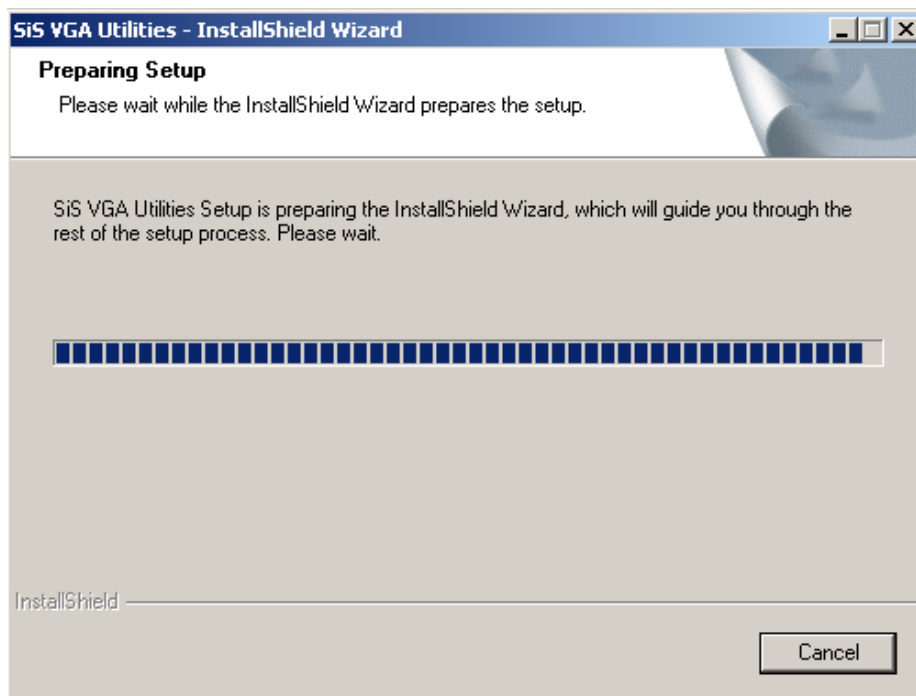 SiS VGA Utilities - InstallShield Wizard
Preparing Setup
Please wait while the InstallShield Wizard prepares the setup.
SiS VGA Utilities Setup is preparing the InstallShield Wizard, which will guide you through the
rest of the setup process. Please wait.
InstallShield
Cancel